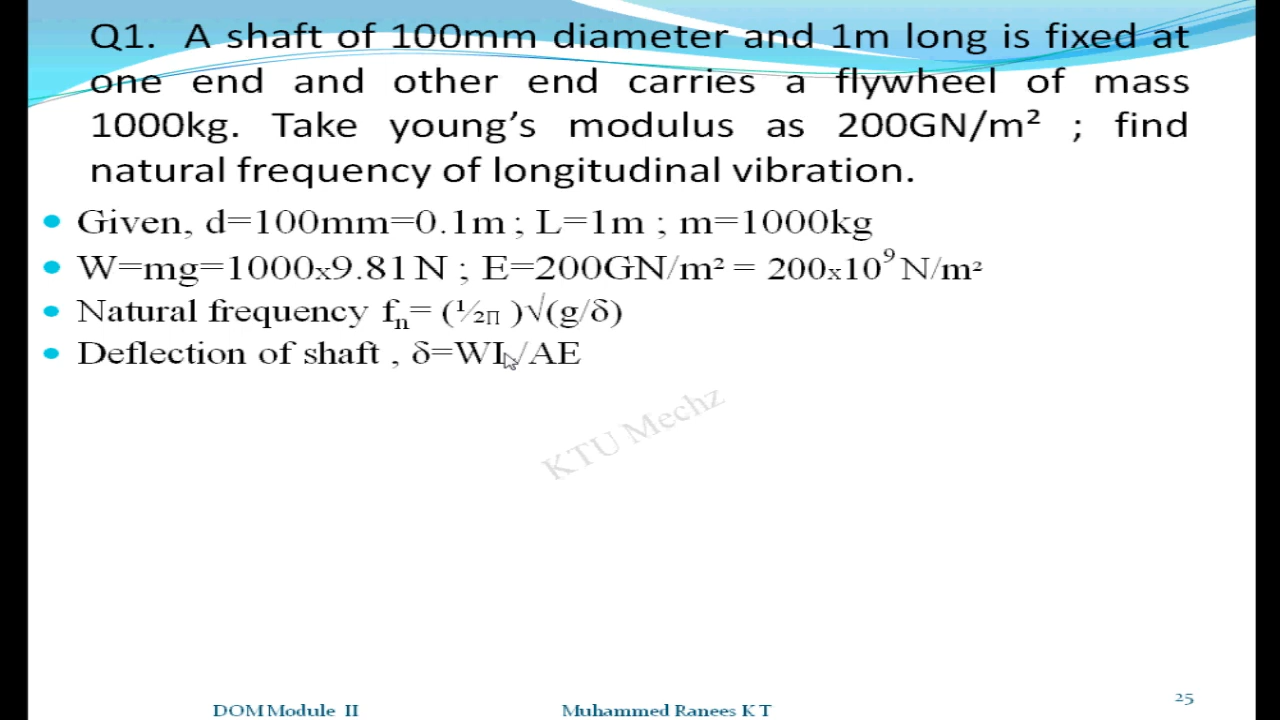 Q1. A shaft of 100mm diameter and 1m long is fixed at
one end and other end carries a flywheel of mass
1000kg. Take young's modulus as 200GN/m² ; find
natural frequency of longitudinal vibration.
• Given, d=100mm=0.1m ; L=1m ; m=1000kg
• W=mg=1000x9.81 N ; E=200GN/m² = 200x10⁹ N/m²
• Natural frequency fₙ= (½π )√(g/δ)
• Deflection of shaft , δ=WL/AE
KTU Mechz
25
DOM Module II Muhammed Ranees K T